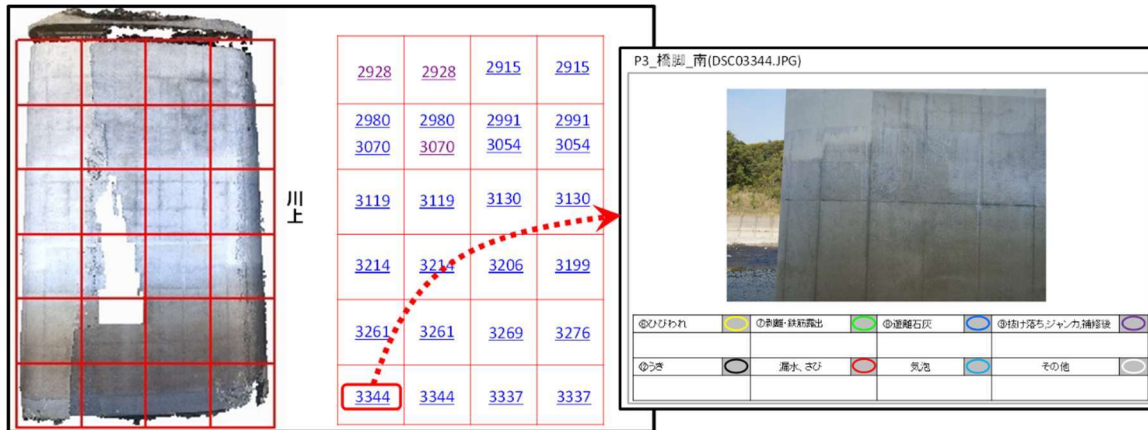 2928 2928 2915 2915
2980 2980 2991 2991
3070 3070 3054 3054
3119 3119 3130 3130
3214 3214 3206 3199
3261 3261 3269 3276
3344 3344 3337 3337
川上
P3_橋脚_南(DSC03344.JPG)
⑥ひびわれ ⑦剥離・鉄筋露出 ⑧遊離石灰 ⑨抜け落ち,ジャンカ,補修後
⑫うき 漏水、さび 気泡 その他